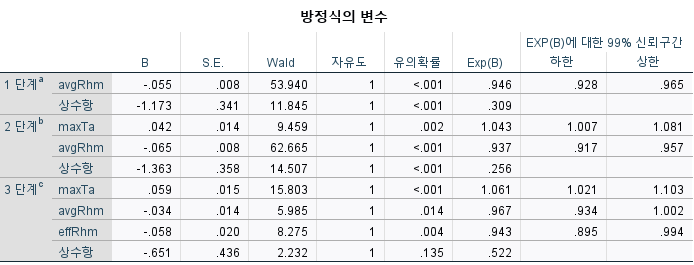 방정식의 변수
EXP(B)에 대한 99% 신뢰구간
B S.E. Wald 자유도 유의확률 Exp(B) 하한 상한
1 단계a avgRhm -.055 .008 53.940 1 <.001 .946 .928 .965
상수항 -1.173 .341 11.845 1 <.001 .309
2 단계b maxTa .042 .014 9.459 1 .002 1.043 1.007 1.081
avgRhm -.065 .008 62.665 1 <.001 .937 .917 .957
상수항 -1.363 .358 14.507 1 <.001 .256
3 단계c maxTa .059 .015 15.803 1 <.001 1.061 1.021 1.103
avgRhm -.034 .014 5.985 1 .014 .967 .934 1.002
effRhm -.058 .020 8.275 1 .004 .943 .895 .994
상수항 -.651 .436 2.232 1 .135 .522